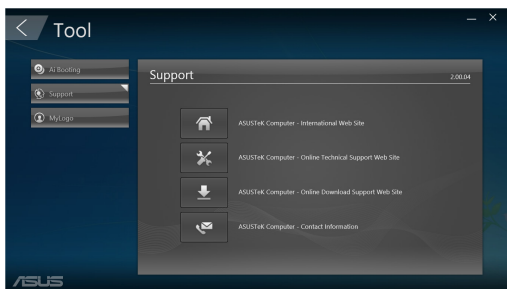 Tool
Ai Booting
Support
MyLogo
Support
2.00.04
ASUSTeK Computer - International Web Site
ASUSTeK Computer - Online Technical Support Web Site
ASUSTeK Computer - Online Download Support Web Site
ASUSTeK Computer - Contact Information
ASUS